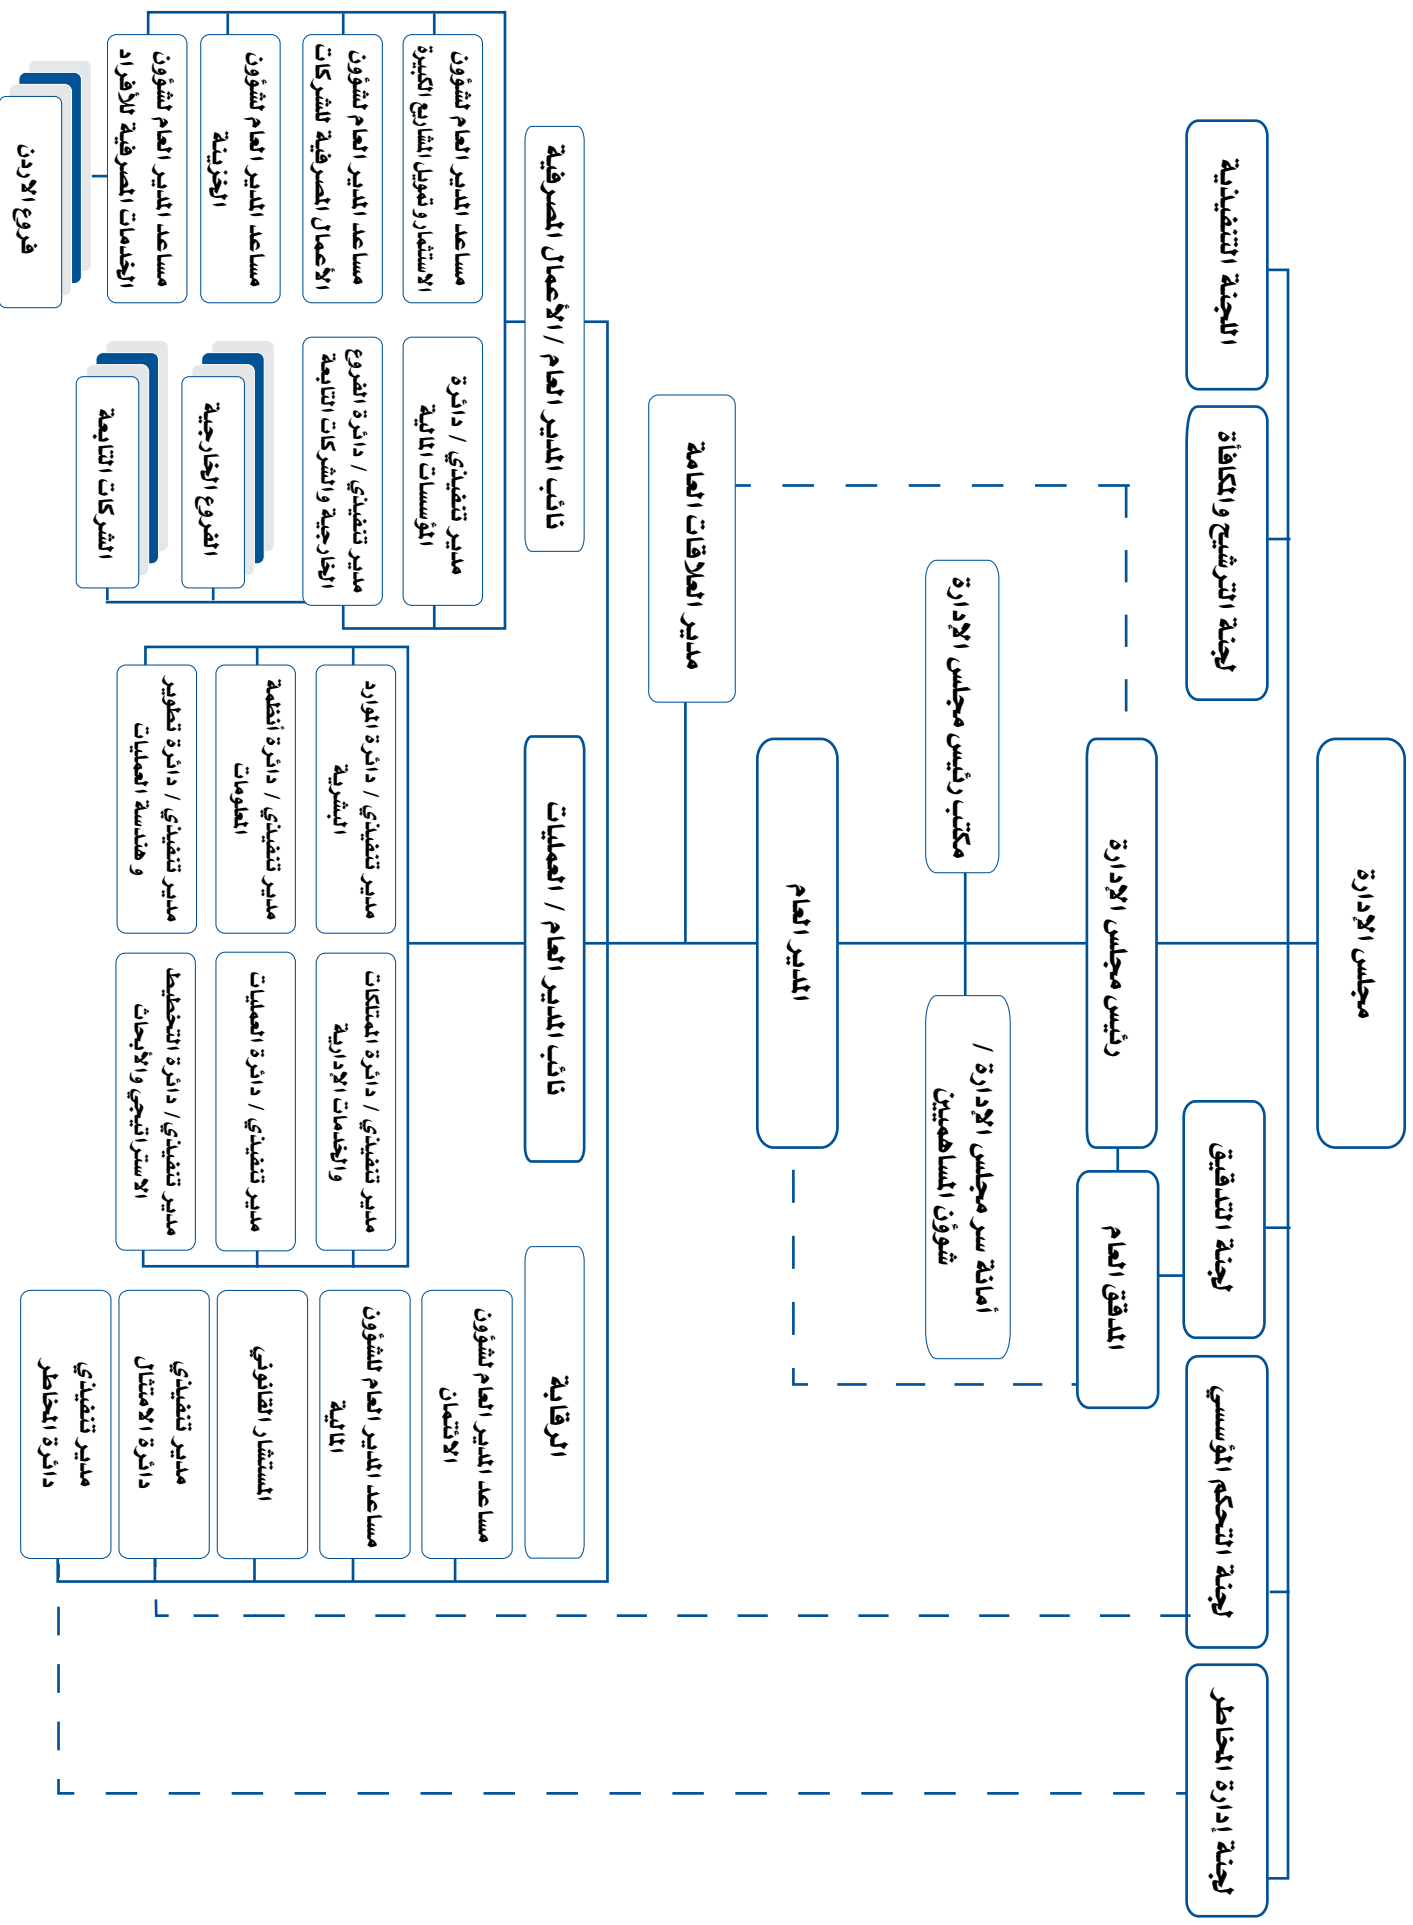 مجلس الإدارة
اللجنة التنفيذية
لجنة الترشيح والمكافأة
لجنة التدقيق
لجنة التحكم المؤسسي
لجنة إدارة المخاطر
رئيس مجلس الإدارة
المدقق العام
مكتب رئيس مجلس الإدارة
أمانة سر مجلس الإدارة /
شوؤن المساهميين
المدير العام
مدير العلاقات العامة
نائب المدير العام / الأعمال المصرفية
نائب المدير العام / العمليات
الرقابة
مساعد المدير العام لشؤون
الاستثمار و تمويل المشاريع الكبيرة
مدير تنفيذي / دائرة
المؤسسات المالية
مساعد المدير العام لشؤون
الأعمال المصرفية للشركات
مدير تنفيذي / دائرة الفروع
الخارجية والشركات التابعة
مساعد المدير العام لشؤون
الخزينة
الفروع الخارجية
مساعد المدير العام لشؤون
الخدمات المصرفية للأفراد
الشركات التابعة
فروع الاردن
مدير تنفيذي / دائرة الموارد
البشرية
مدير تنفيذي / دائرة الممتلكات
والخدمات الإدارية
مدير تنفيذي / دائرة أنظمة
المعلومات
مدير تنفيذي / دائرة العمليات
مدير تنفيذي / دائرة تطوير
و هندسة العمليات
مدير تنفيذي / دائرة التخطيط
الاستراتيجي والأبحاث
مساعد المدير العام لشؤون
الائتمان
مساعد المدير العام للشؤون
المالية
المستشار القانوني
مدير تنفيذي
دائرة الامتثال
مدير تنفيذي
دائرة المخاطر